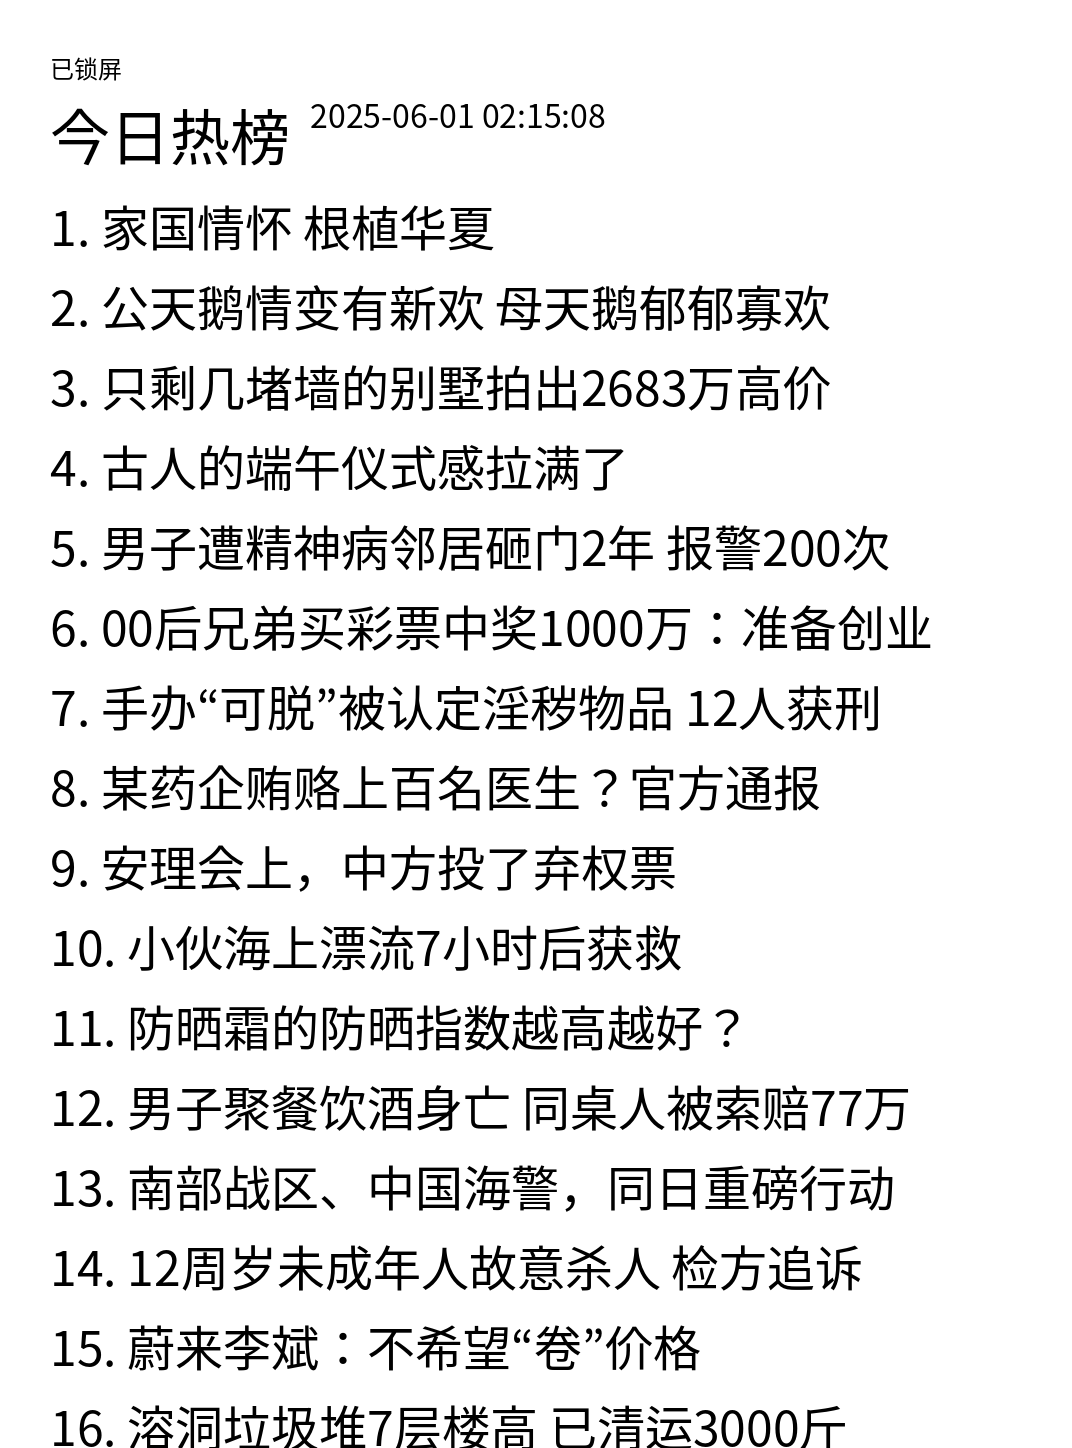 已锁屏
今日热榜 2025-06-01 02:15:08
1. 家国情怀 根植华夏
2. 公天鹅情变有新欢 母天鹅郁郁寡欢
3. 只剩几堵墙的别墅拍出2683万高价
4. 古人的端午仪式感拉满了
5. 男子遭精神病邻居砸门2年 报警200次
6. 00后兄弟买彩票中奖1000万：准备创业
7. 手办“可脱”被认定淫秽物品 12人获刑
8. 某药企贿赂上百名医生？官方通报
9. 安理会上，中方投了弃权票
10. 小伙海上漂流7小时后获救
11. 防晒霜的防晒指数越高越好？
12. 男子聚餐饮酒身亡 同桌人被索赔77万
13. 南部战区、中国海警，同日重磅行动
14. 12周岁未成年人故意杀人 检方追诉
15. 蔚来李斌：不希望“卷”价格
16. 溶洞垃圾堆7层楼高 已清运3000斤